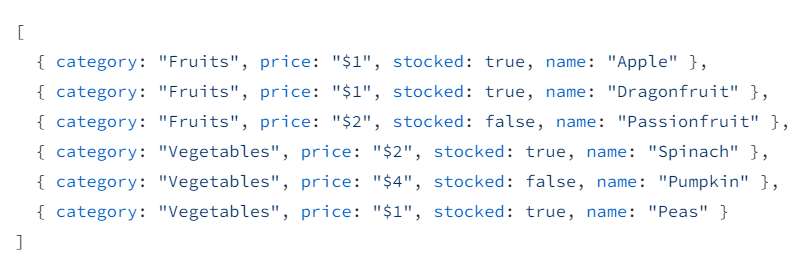 [
{ category: "Fruits", price: "$1", stocked: true, name: "Apple" },
{ category: "Fruits", price: "$1", stocked: true, name: "Dragonfruit" },
{ category: "Fruits", price: "$2", stocked: false, name: "Passionfruit" },
{ category: "Vegetables", price: "$2", stocked: true, name: "Spinach" },
{ category: "Vegetables", price: "$4", stocked: false, name: "Pumpkin" },
{ category: "Vegetables", price: "$1", stocked: true, name: "Peas" }
]